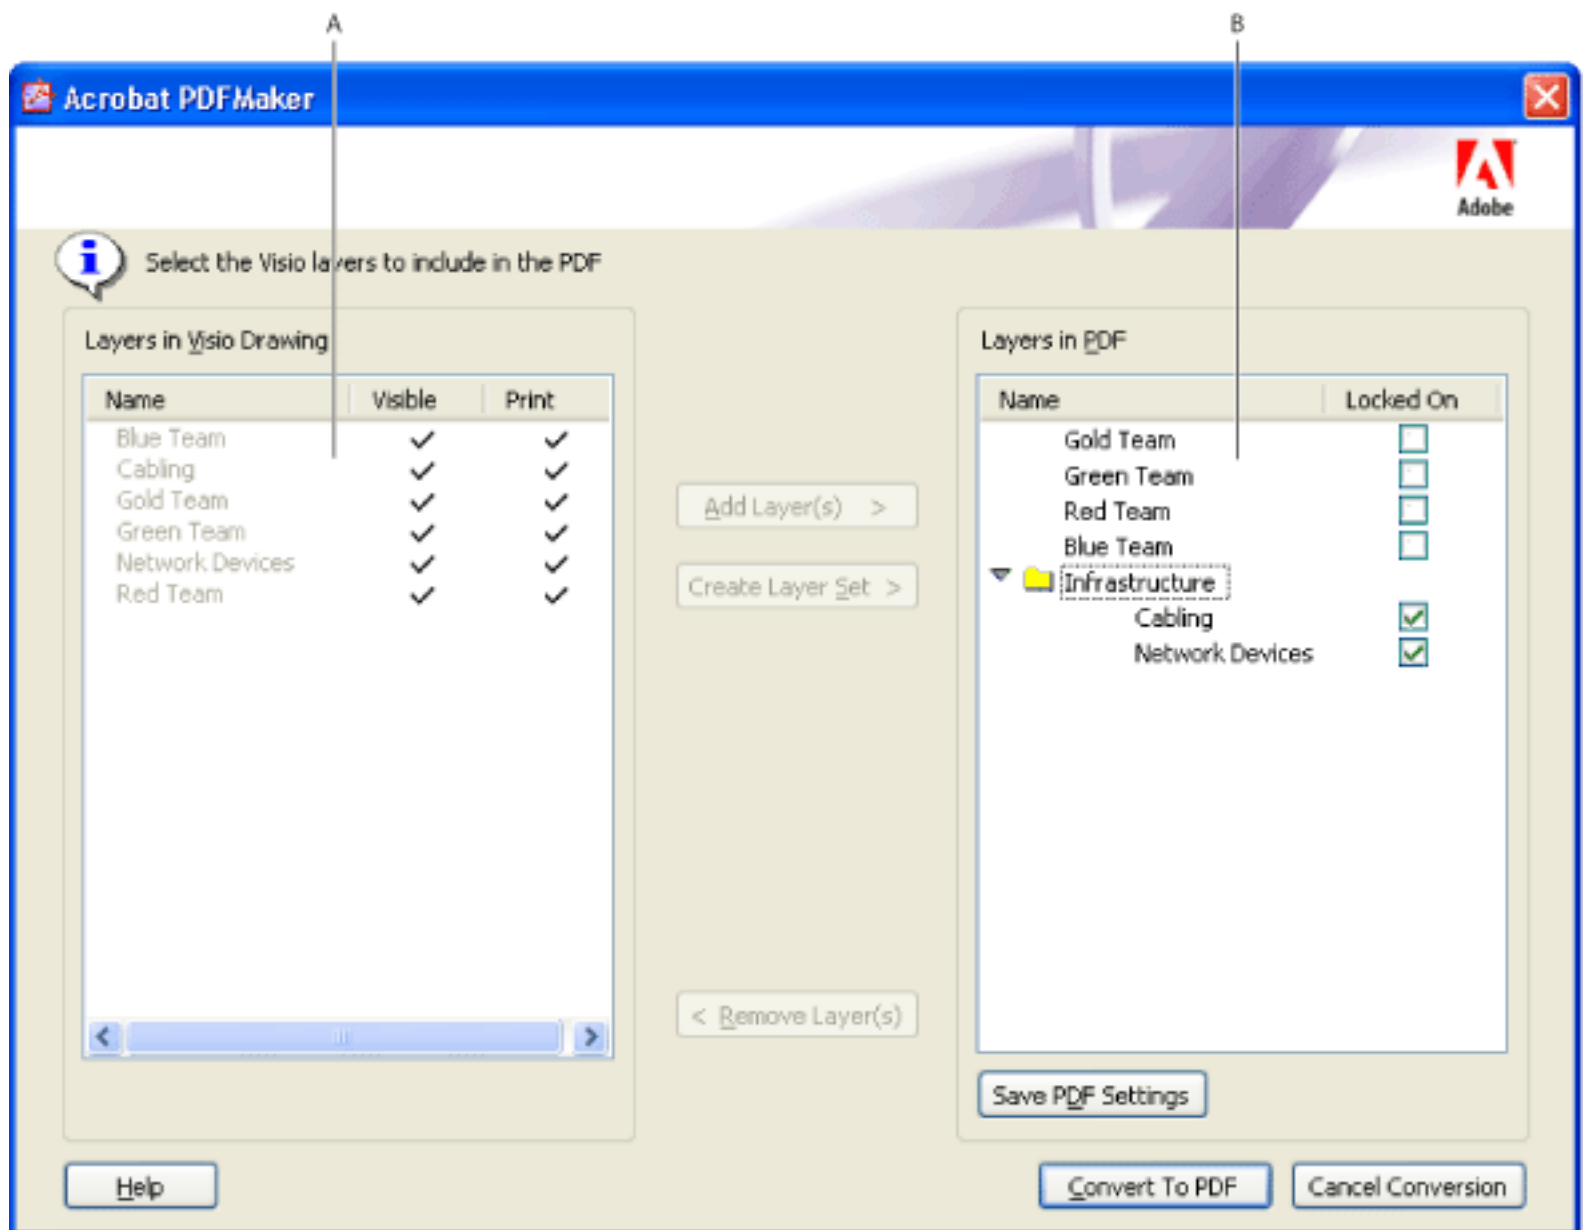 A B
Acrobat PDFMaker
Adobe
Select the Visio layers to include in the PDF
Layers in Visio Drawing
Name Visible Print
Blue Team
Cabling
Gold Team
Green Team
Network Devices
Red Team
Add Layer(s) >
Create Layer Set >
< Remove Layer(s)
Layers in PDF
Name Locked On
Gold Team
Green Team
Red Team
Blue Team
Infrastructure
Cabling
Network Devices
Save PDF Settings
Help
Convert To PDF
Cancel Conversion